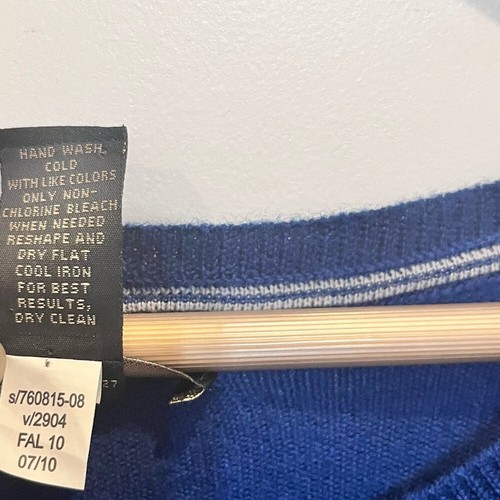 HAND WASH
COLD
WITH LIKE COLORS
ONLY NON-
CHLORINE BLEACH
WHEN NEEDED
RESHAPE AND
DRY FLAT
COOL IRON
FOR BEST
RESULTS,
DRY CLEAN
27
s/760815-08
v/2904
FAL 10
07/10